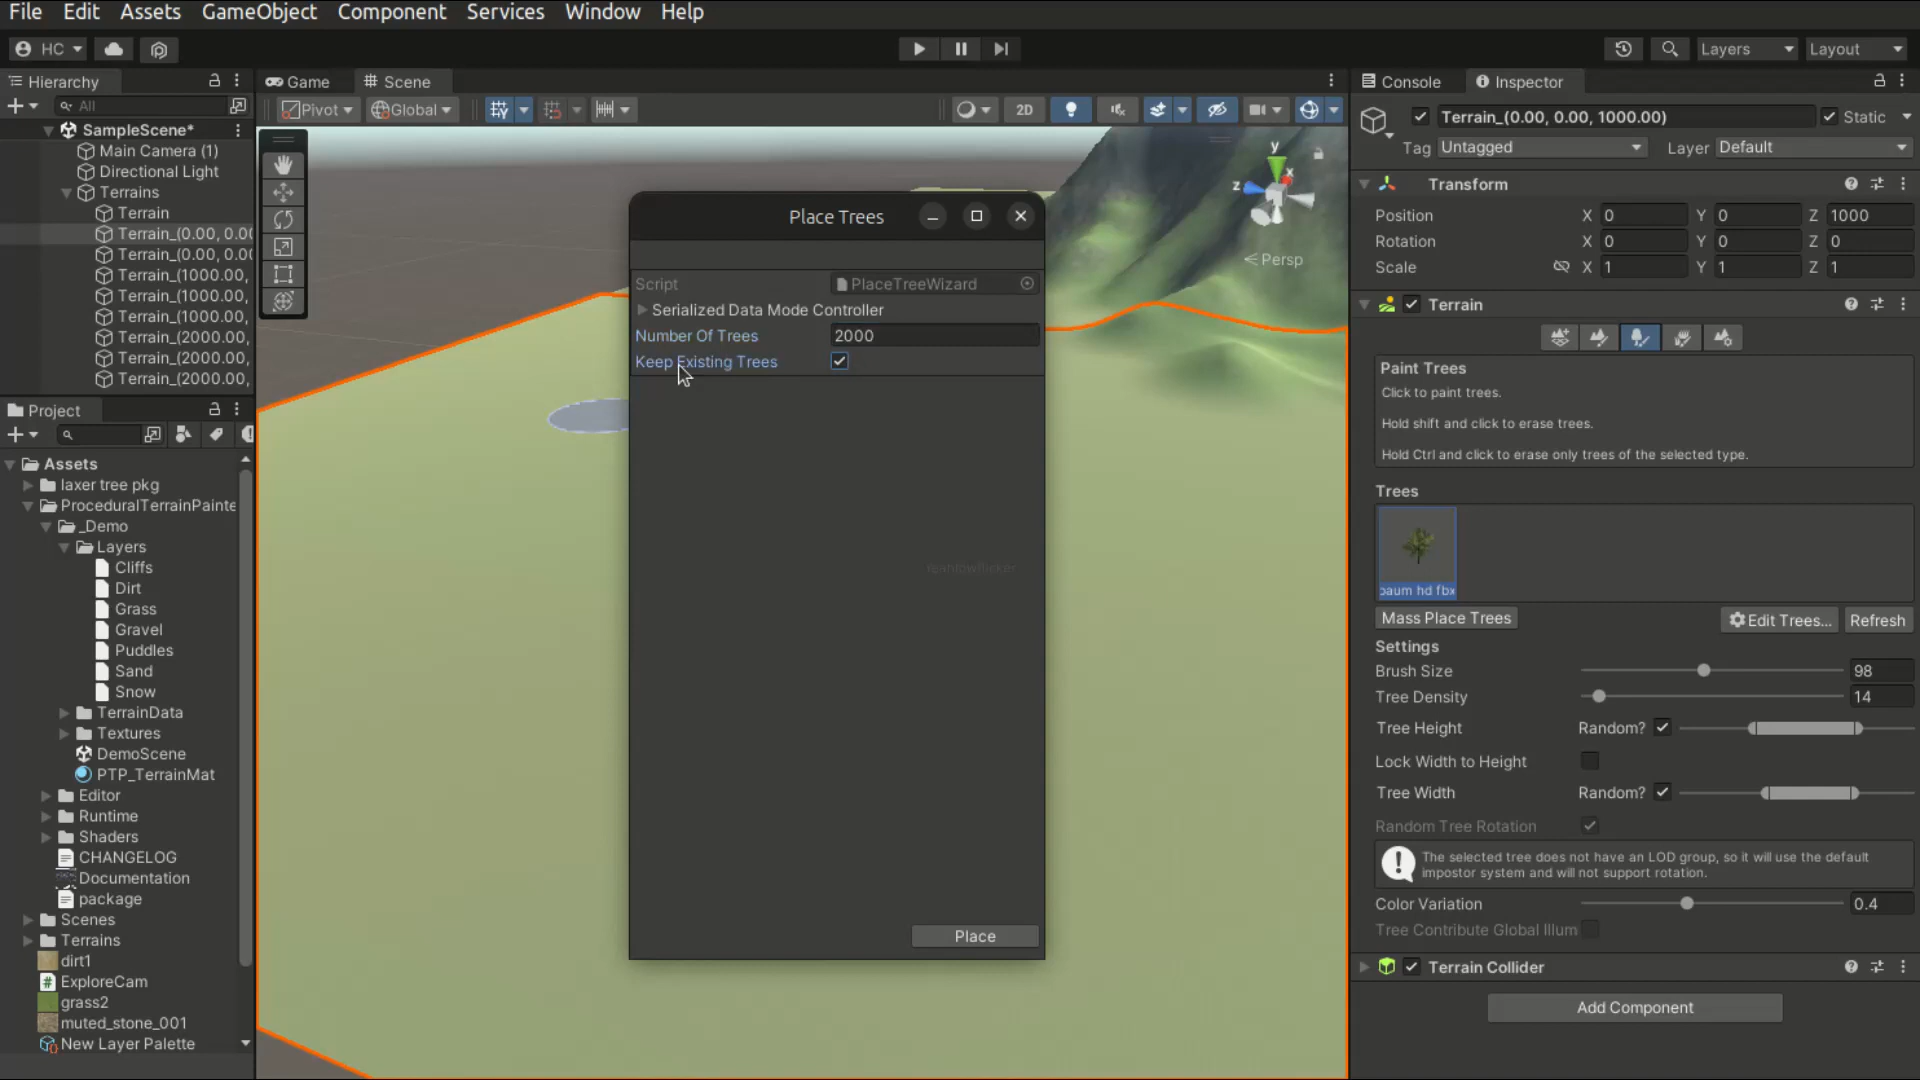 File Edit Assets GameObject Component Services Window Help
HC Layers Layout
Hierarchy
All
SampleScene*
Main Camera (1)
Directional Light
Terrains
Terrain
Terrain_(0.00, 0.00
Terrain_(0.00, 0.00
Terrain_(1000.00,
Terrain_(1000.00,
Terrain_(1000.00,
Terrain_(2000.00,
Terrain_(2000.00,
Terrain_(2000.00,
Project
Assets
laxer tree pkg
ProceduralTerrainPainte
_Demo
Layers
Cliffs
Dirt
Grass
Gravel
Puddles
Sand
Snow
TerrainData
Textures
DemoScene
PTP_TerrainMat
Editor
Runtime
Shaders
CHANGELOG
Documentation
package
Scenes
Terrains
dirt1
ExploreCam
grass2
muted_stone_001
New Layer Palette
Game Scene
Pivot Global 2D
y
x
z
Persp
Place Trees
Script PlaceTreeWizard
Serialized Data Mode Controller
Number Of Trees 2000
Keep Existing Trees
Place
Console Inspector
Terrain_(0.00, 0.00, 1000.00) Static
Tag Untagged Layer Default
Transform
Position X 0 Y 0 Z 1000
Rotation X 0 Y 0 Z 0
Scale X 1 Y 1 Z 1
Terrain
Paint Trees
Click to paint trees.
Hold shift and click to erase trees.
Hold Ctrl and click to erase only trees of the selected type.
Trees
baum hd fbx
Mass Place Trees Edit Trees... Refresh
Settings
Brush Size 98
Tree Density 14
Tree Height Random?
Lock Width to Height
Tree Width Random?
Random Tree Rotation
The selected tree does not have an LOD group, so it will use the default
impostor system and will not support rotation.
Color Variation 0.4
Tree Contribute Global Illum
Terrain Collider
Add Component